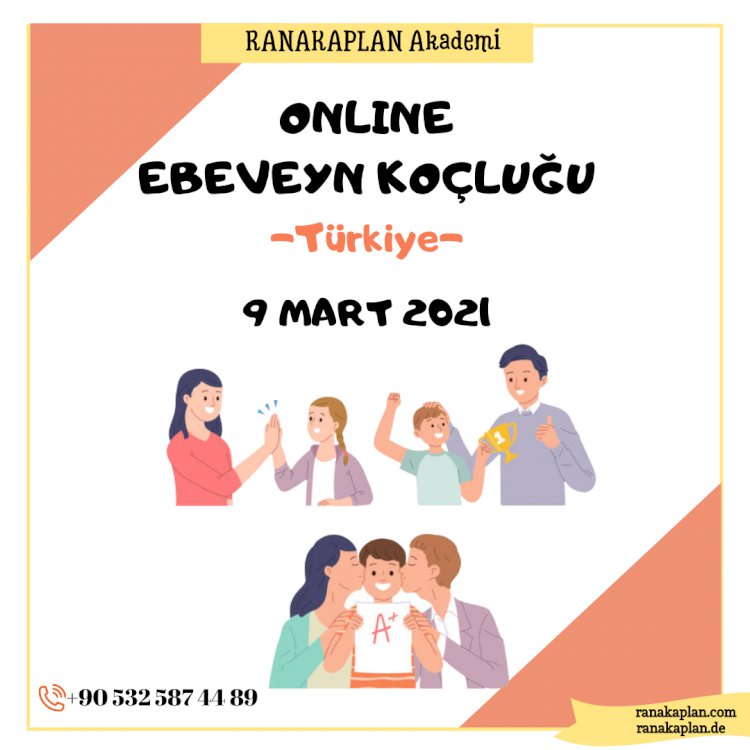 RANAKAPLAN Akademi
ONLINE
EBEVEYN KOÇLUĞU
-Türkiye-
9 MART 2021
1
A+
+90 532 587 44 89
ranakaplan.com
ranakaplan.de